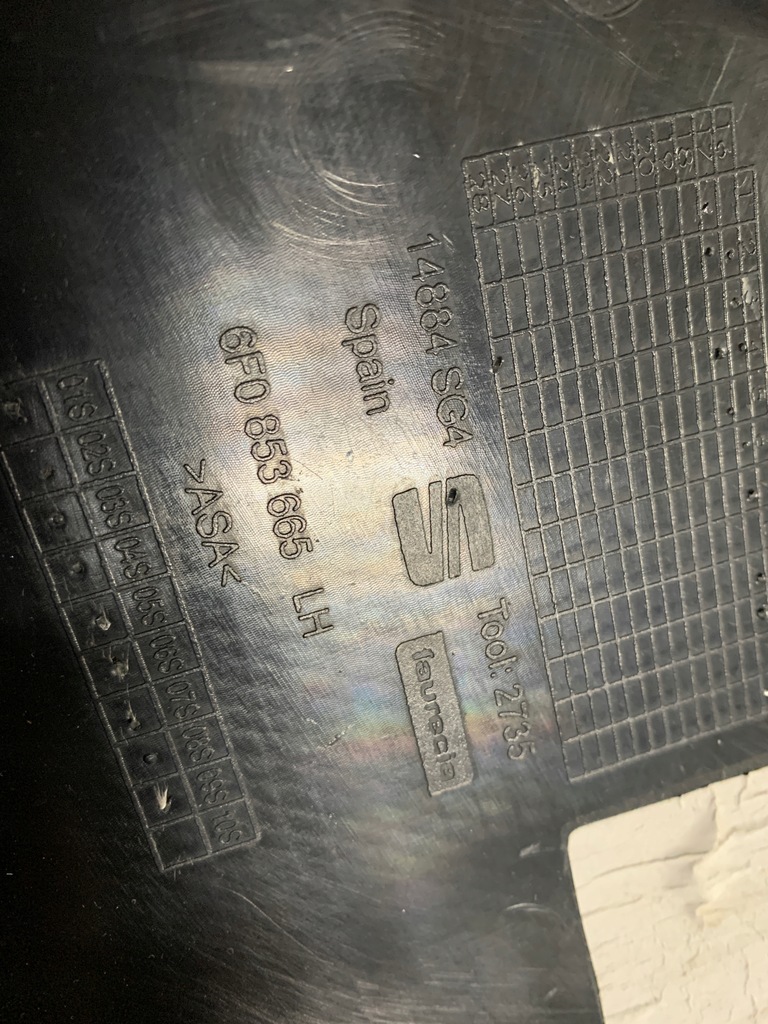 14884 SG4
Tool: 2735
Spain
faurecia
6F0 853 665 LH
>ASA<
01S 02S 03S 04S 05S 06S 07S 08S 09S 10S